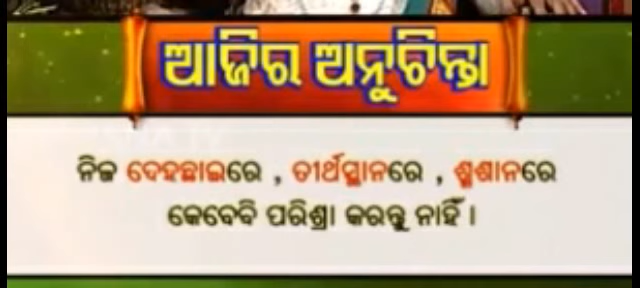 ଆଜିର ଅନୁଚିନ୍ତା
ନିଜ ଦେହଛାଇରେ , ତୀର୍ଥସ୍ଥାନରେ , ଶ୍ମଶାନରେ
କେବେବି ପରିଶ୍ରା କରନ୍ତୁ ନାହିଁ ।